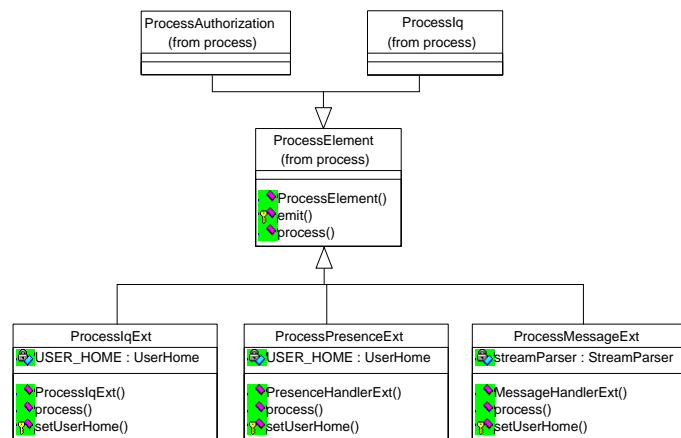 ProcessAuthorization
(from process)
ProcessIq
(from process)
ProcessElement
(from process)
ProcessElement()
emit()
process()
ProcessIqExt
USER_HOME : UserHome
ProcessIqExt()
process()
setUserHome()
ProcessPresenceExt
USER_HOME : UserHome
PresenceHandlerExt()
process()
setUserHome()
ProcessMessageExt
streamParser : StreamParser
MessageHandlerExt()
process()
setUserHome()